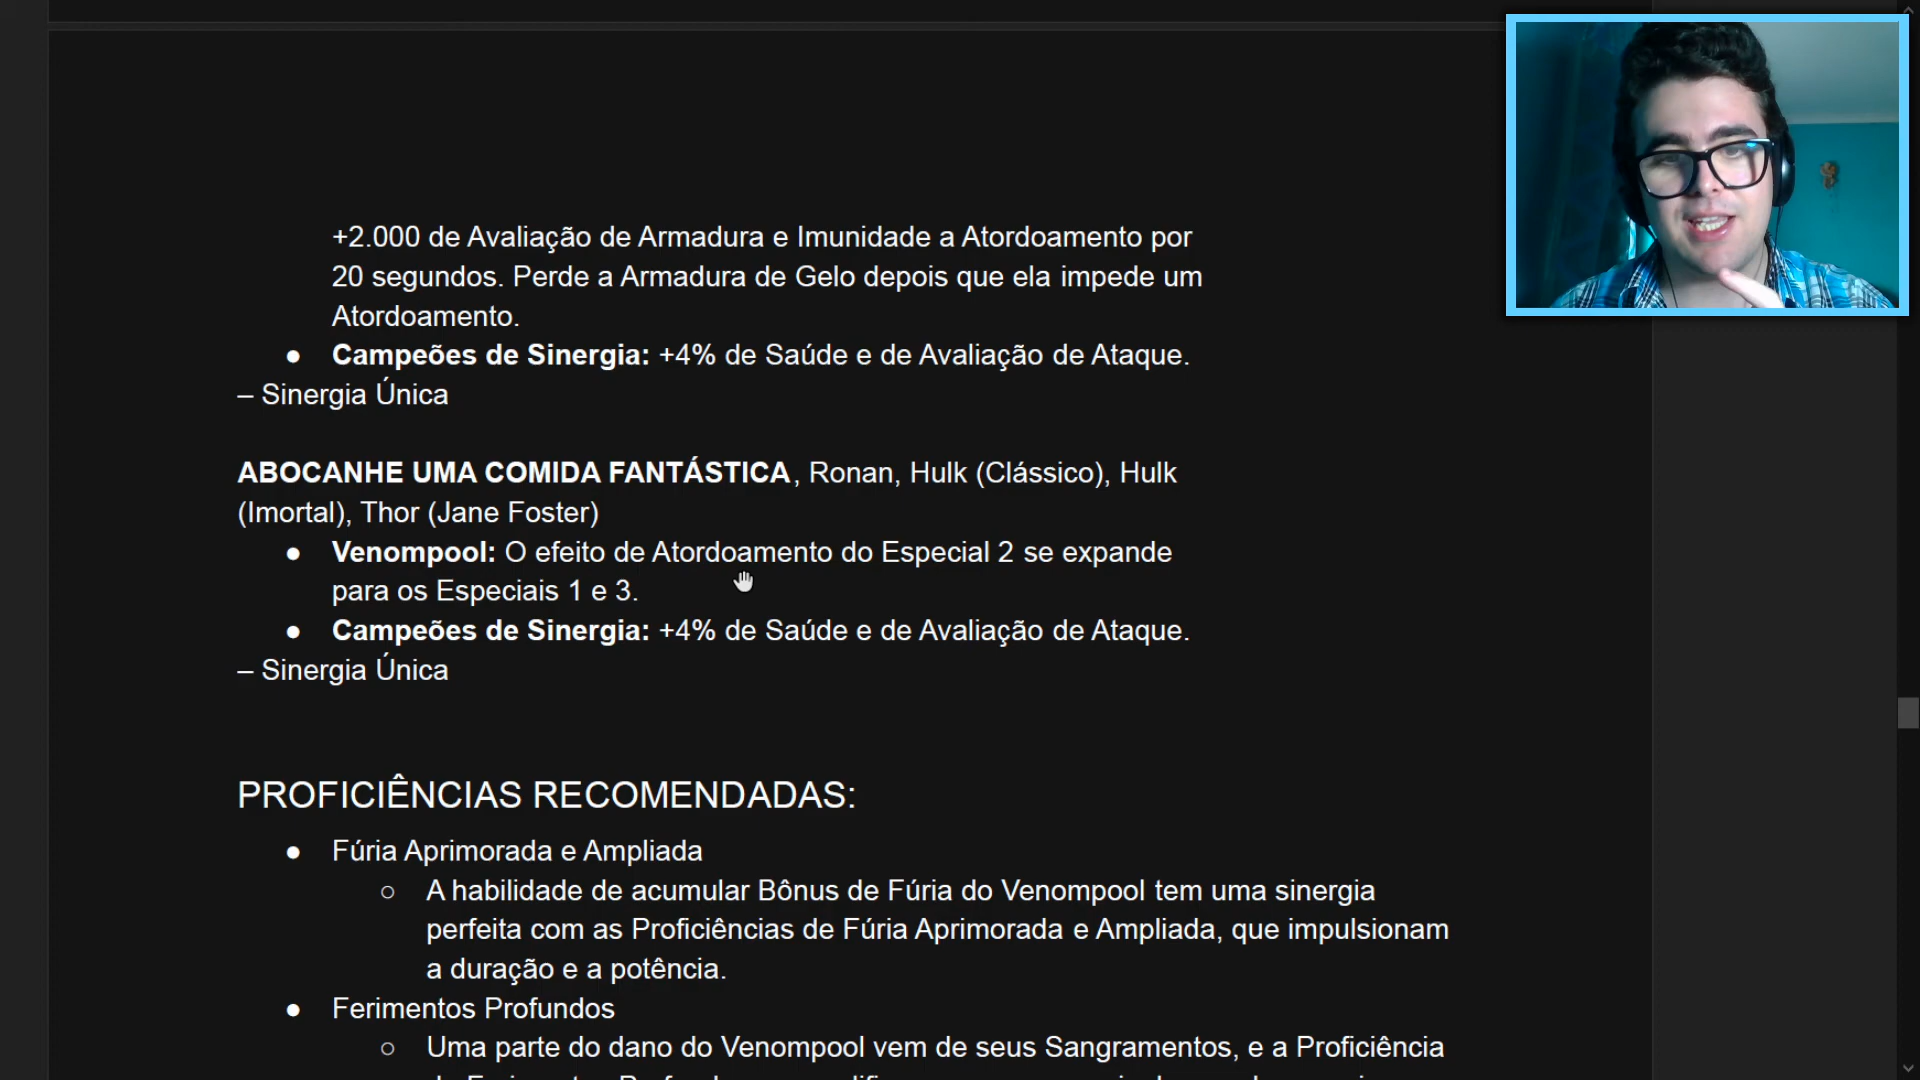 +2.000 de Avaliação de Armadura e Imunidade a Atordoamento por
20 segundos. Perde a Armadura de Gelo depois que ela impede um
Atordoamento.
● Campeões de Sinergia: +4% de Saúde e de Avaliação de Ataque.
– Sinergia Única
ABOCANHE UMA COMIDA FANTÁSTICA, Ronan, Hulk (Clássico), Hulk
(Imortal), Thor (Jane Foster)
● Venompool: O efeito de Atordoamento do Especial 2 se expande
para os Especiais 1 e 3.
● Campeões de Sinergia: +4% de Saúde e de Avaliação de Ataque.
– Sinergia Única
PROFICIÊNCIAS RECOMENDADAS:
● Fúria Aprimorada e Ampliada
○ A habilidade de acumular Bônus de Fúria do Venompool tem uma sinergia
perfeita com as Proficiências de Fúria Aprimorada e Ampliada, que impulsionam
a duração e a potência.
● Ferimentos Profundos
○ Uma parte do dano do Venompool vem de seus Sangramentos, e a Proficiência